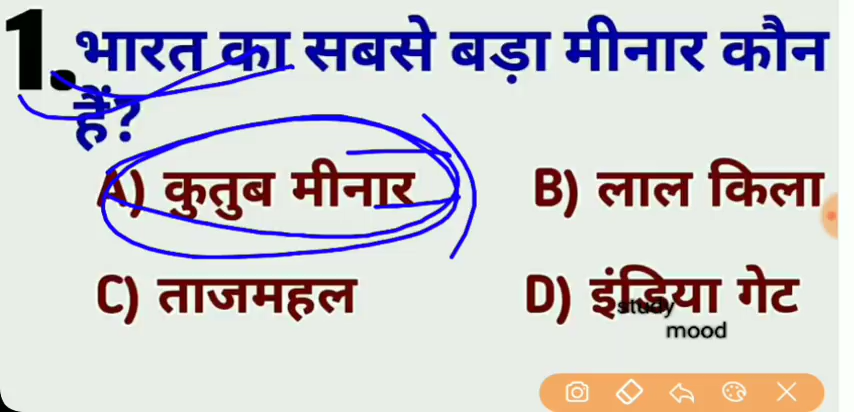 1. भारत का सबसे बड़ा मीनार कौन
हैं?
A) कुतुब मीनार B) लाल किला
C) ताजमहल D) इंडिया गेट
study
mood